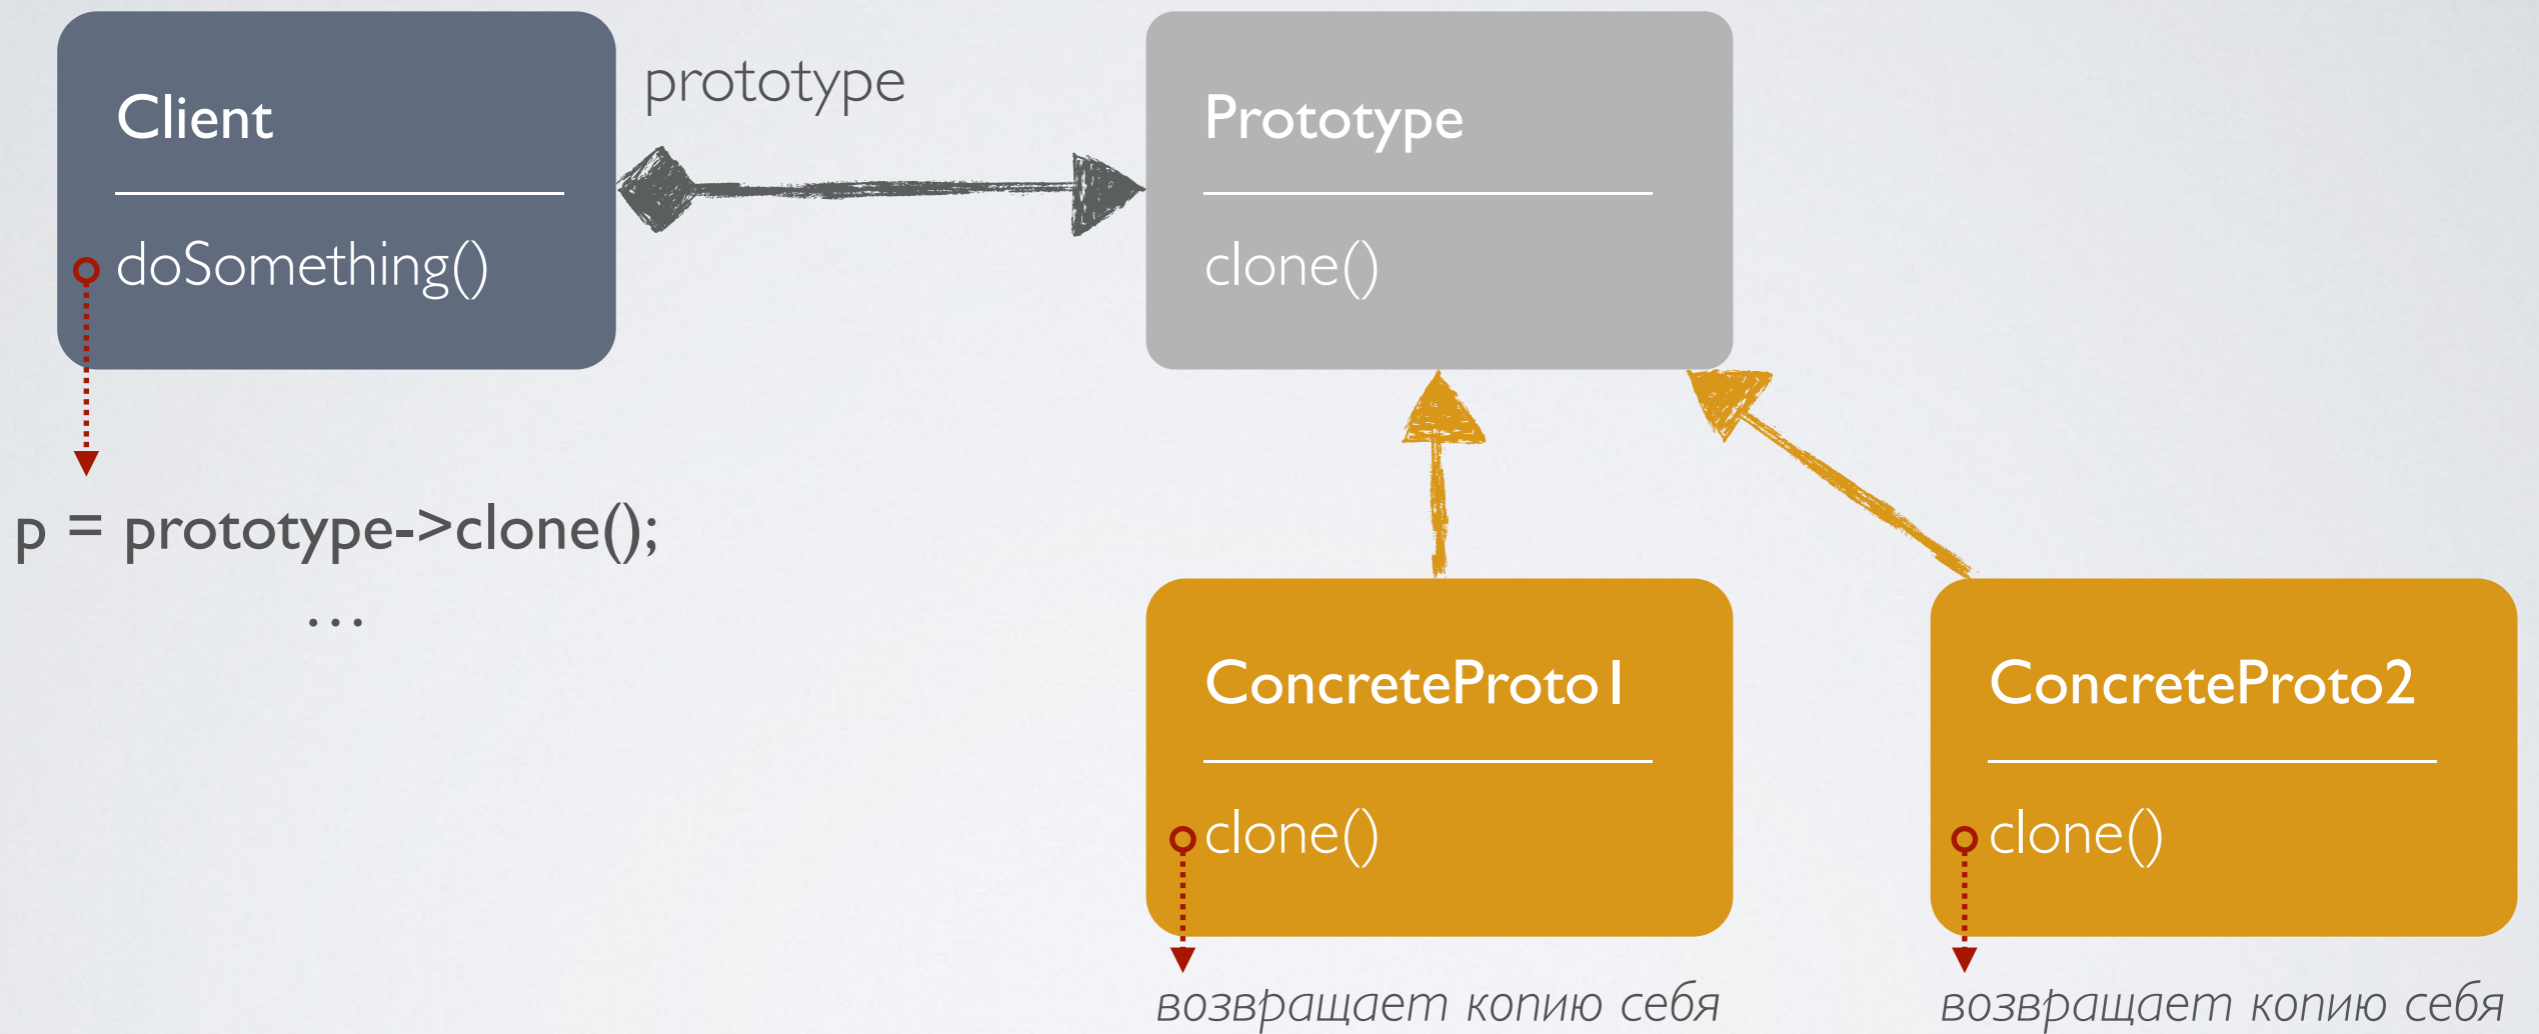 Client
doSomething()
prototype
Prototype
clone()
p = prototype->clone();
...
ConcreteProto1
clone()
возвращает копию себя
ConcreteProto2
clone()
возвращает копию себя